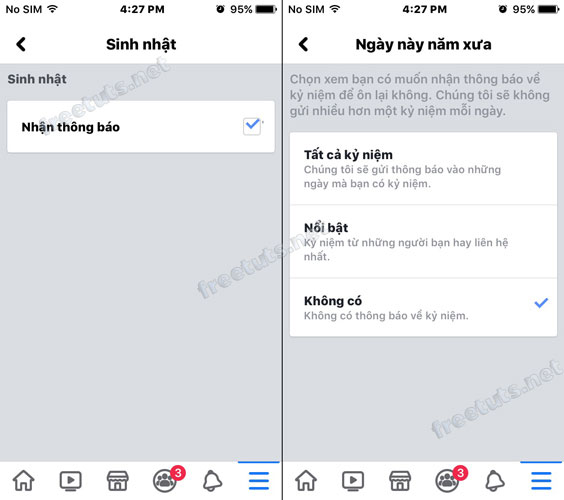 No SIM 4:27 PM 95%
Sinh nhật
Sinh nhật
Nhận thông báo
3
No SIM 4:27 PM 95%
Ngày này năm xưa
Chọn xem bạn có muốn nhận thông báo về
kỷ niệm để ôn lại không. Chúng tôi sẽ không
gửi nhiều hơn một kỷ niệm mỗi ngày.
Tất cả kỷ niệm
Chúng tôi sẽ gửi thông báo vào những
ngày mà bạn có kỷ niệm.
Nổi bật
Kỷ niệm từ những người bạn hay liên hệ
nhất.
Không có
Không có thông báo về kỷ niệm.
3
freetuts.net
freetuts.net
freetuts.net